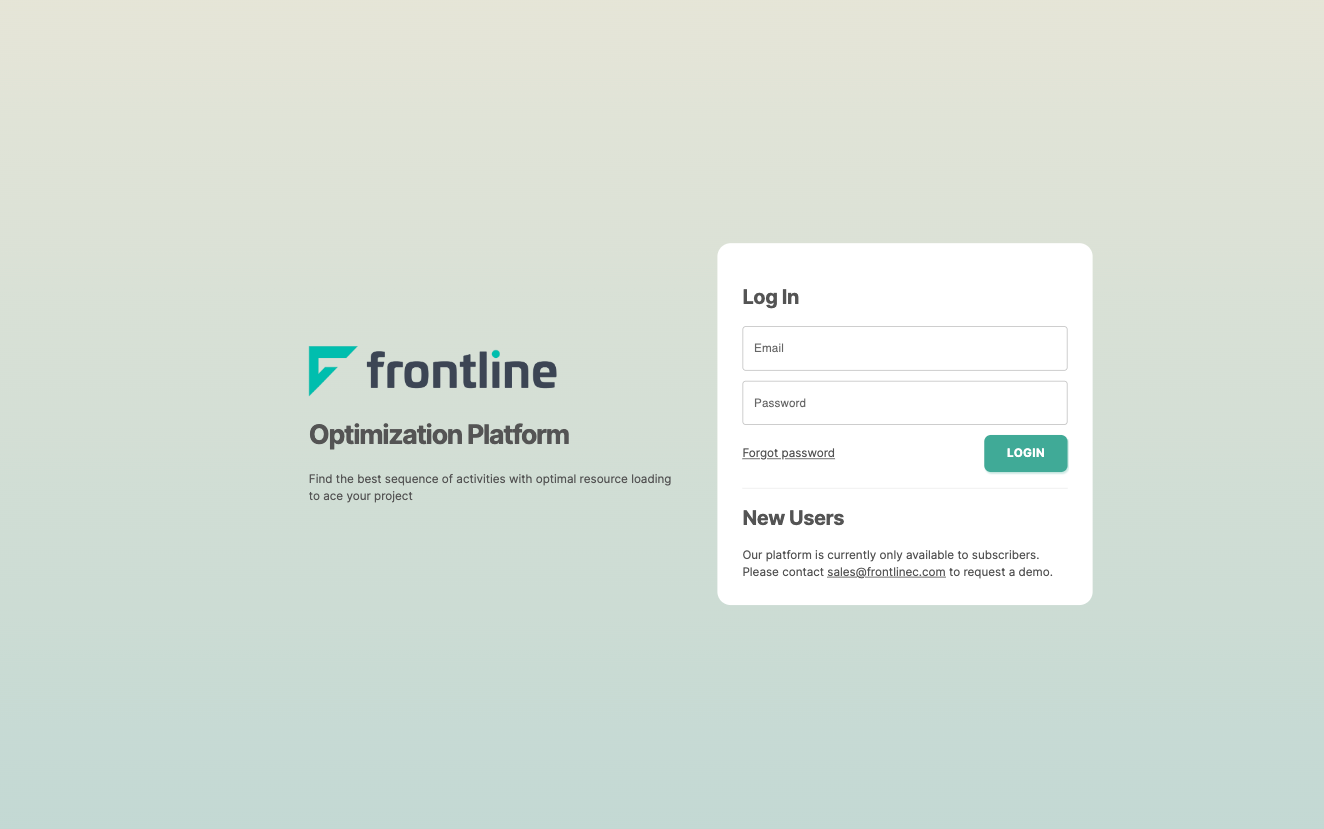 frontline
Optimization Platform
Find the best sequence of activities with optimal resource loading
to ace your project
Log In
Email
Password
Forgot password
LOGIN
New Users
Our platform is currently only available to subscribers.
Please contact sales@frontlinec.com to request a demo.